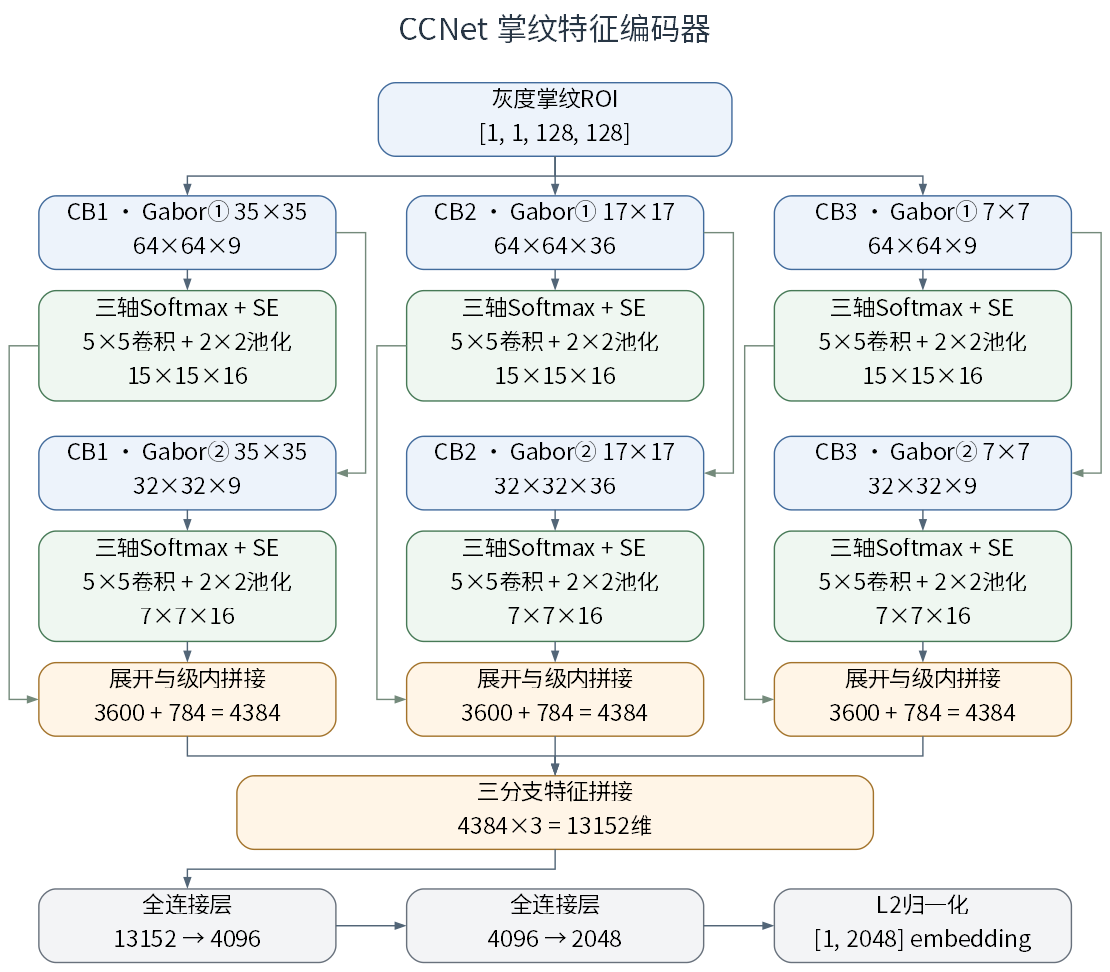 CCNet 掌纹特征编码器
灰度掌纹ROI
[1, 1, 128, 128]
CB1 · Gabor① 35×35
64×64×9
CB2 · Gabor① 17×17
64×64×36
CB3 · Gabor① 7×7
64×64×9
三轴Softmax + SE
5×5卷积 + 2×2池化
15×15×16
三轴Softmax + SE
5×5卷积 + 2×2池化
15×15×16
三轴Softmax + SE
5×5卷积 + 2×2池化
15×15×16
CB1 · Gabor② 35×35
32×32×9
CB2 · Gabor② 17×17
32×32×36
CB3 · Gabor② 7×7
32×32×9
三轴Softmax + SE
5×5卷积 + 2×2池化
7×7×16
三轴Softmax + SE
5×5卷积 + 2×2池化
7×7×16
三轴Softmax + SE
5×5卷积 + 2×2池化
7×7×16
展开与级内拼接
3600 + 784 = 4384
展开与级内拼接
3600 + 784 = 4384
展开与级内拼接
3600 + 784 = 4384
三分支特征拼接
4384×3 = 13152维
全连接层
13152 → 4096
全连接层
4096 → 2048
L2归一化
[1, 2048] embedding